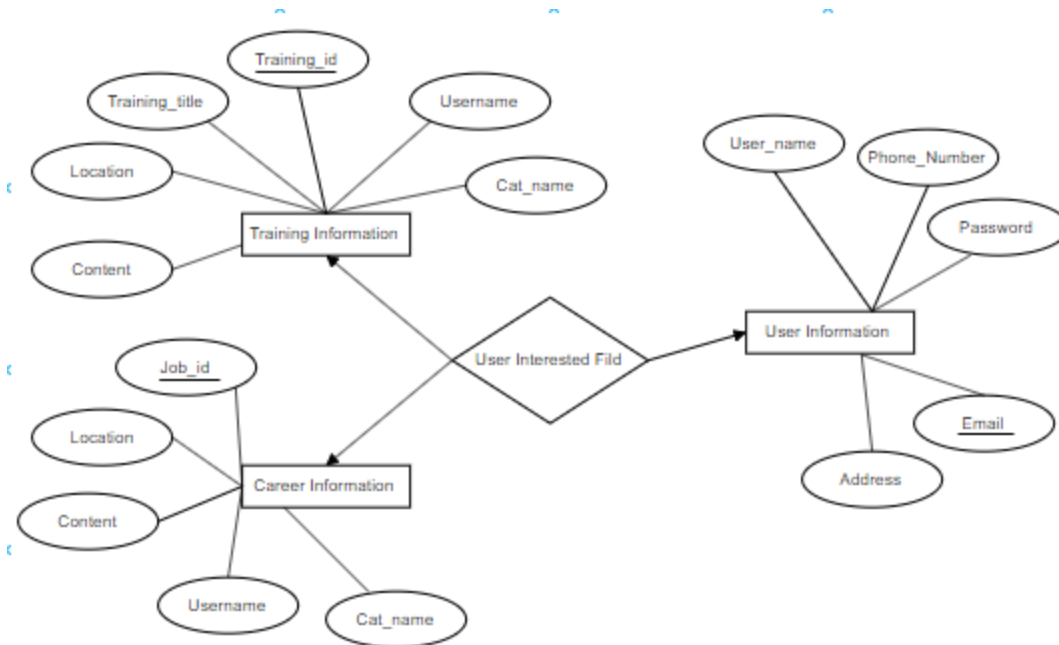 Training_id
Training_title
Username
Location
Cat_name
Training Information
Content
User_name
Phone_Number
Password
User Information
User Interested Fild
Job_id
Location
Career Information
Content
Username
Cat_name
Email
Address